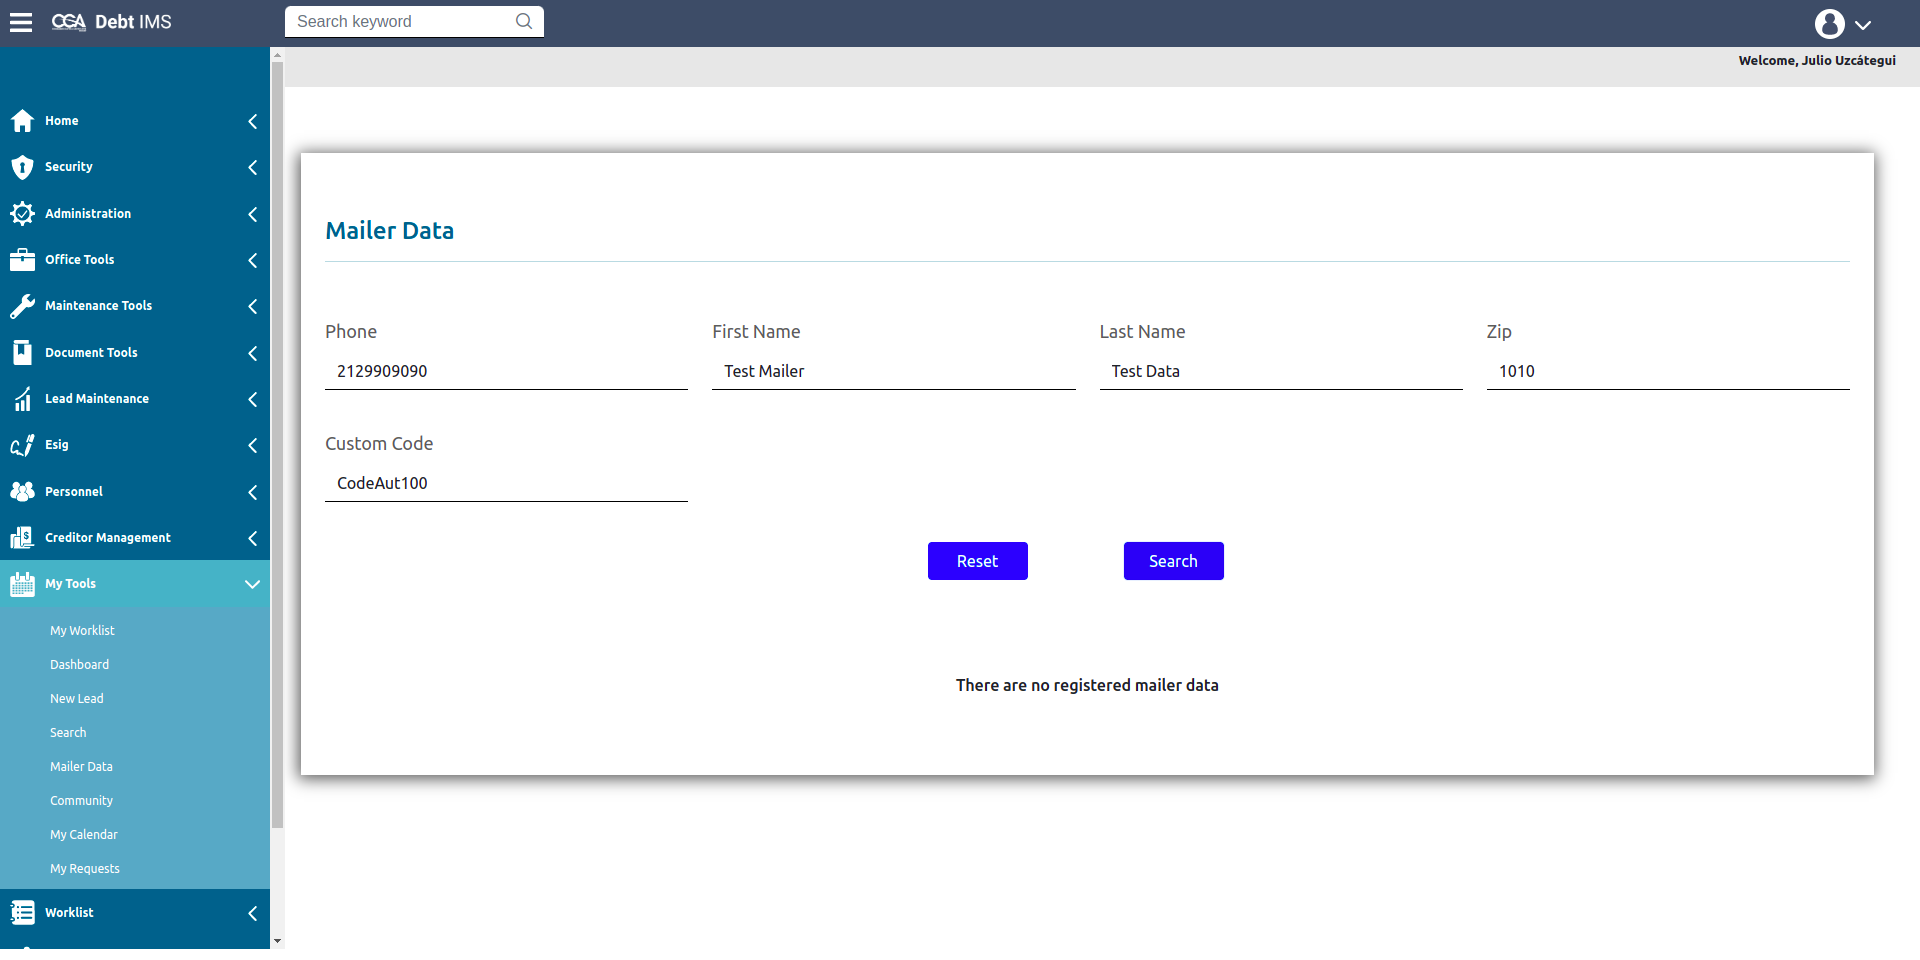 CGA Debt IMS
Search keyword
Welcome, Julio Uzcátegui
Home
Security
Administration
Office Tools
Maintenance Tools
Document Tools
Lead Maintenance
Esig
Personnel
Creditor Management
My Tools
My Worklist
Dashboard
New Lead
Search
Mailer Data
Community
My Calendar
My Requests
Worklist
Mailer Data
Phone
First Name
Last Name
Zip
2129909090
Test Mailer
Test Data
1010
Custom Code
CodeAut100
Reset
Search
There are no registered mailer data